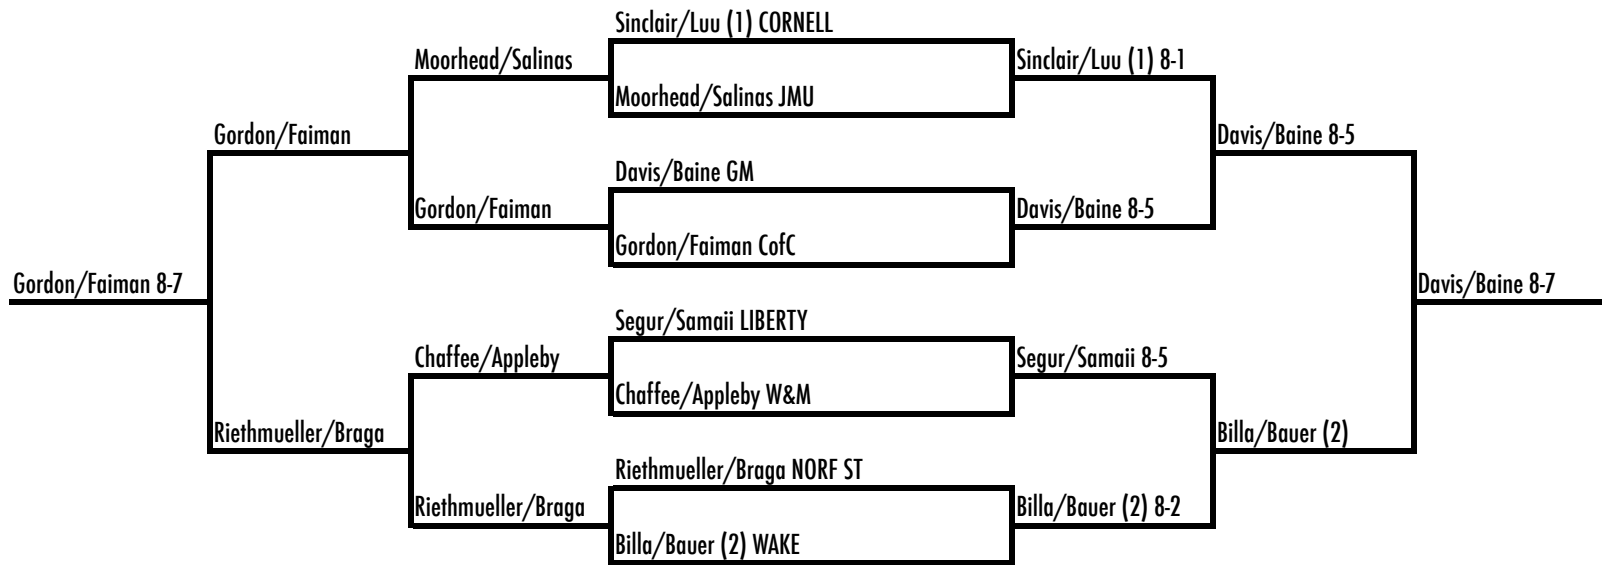 Sinclair/Luu (1) CORNELL
Moorhead/Salinas
Sinclair/Luu (1) 8-1
Moorhead/Salinas JMU
Gordon/Faiman
Davis/Baine 8-5
Davis/Baine GM
Gordon/Faiman
Davis/Baine 8-5
Gordon/Faiman CofC
Gordon/Faiman 8-7
Davis/Baine 8-7
Segur/Samaii LIBERTY
Chaffee/Appleby
Segur/Samaii 8-5
Chaffee/Appleby W&M
Riethmueller/Braga
Billa/Bauer (2)
Riethmueller/Braga NORF ST
Riethmueller/Braga
Billa/Bauer (2) 8-2
Billa/Bauer (2) WAKE